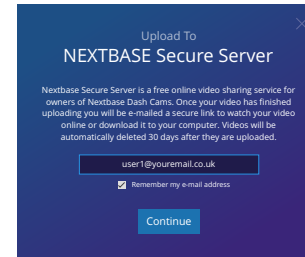 Upload To
NEXTBASE Secure Server
Nextbase Secure Server is a free online video sharing service for
owners of Nextbase Dash Cams. Once your video has finished
uploading you will be e-mailed a secure link to watch your video
online or download it to your computer. Videos will be
automatically deleted 30 days after they are uploaded.
user1@youremail.co.uk
Remember my e-mail address
Continue